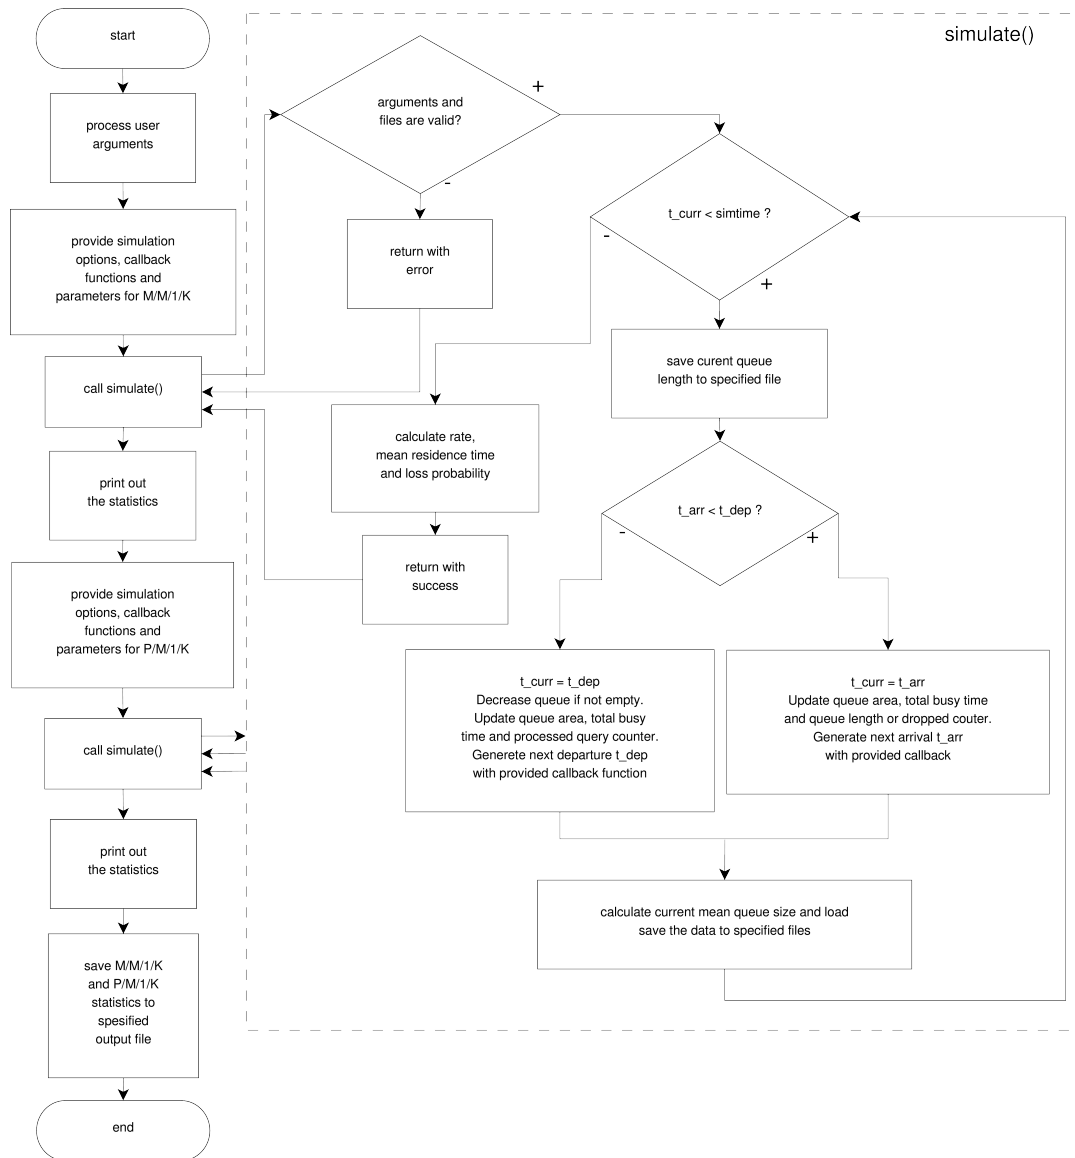 start
process user
arguments
provide simulation
options, callback
functions and
parameters for M/M/1/K
call simulate()
print out
the statistics
provide simulation
options, callback
functions and
parameters for P/M/1/K
call simulate()
print out
the statistics
save M/M/1/K
and P/M/1/K
statistics to
spesified
output file
end
simulate()
arguments and
files are valid?
+
-
return with
error
t_curr < simtime ?
-
+
calculate rate,
mean residence time
and loss probability
return with
success
save curent queue
length to specified file
t_arr < t_dep ?
-
+
t_curr = t_dep
Decrease queue if not empty.
Update queue area, total busy
time and processed query counter.
Generete next departure t_dep
with provided callback function
t_curr = t_arr
Update queue area, total busy time
and queue length or dropped couter.
Generate next arrival t_arr
with provided callback
calculate current mean queue size and load
save the data to specified files